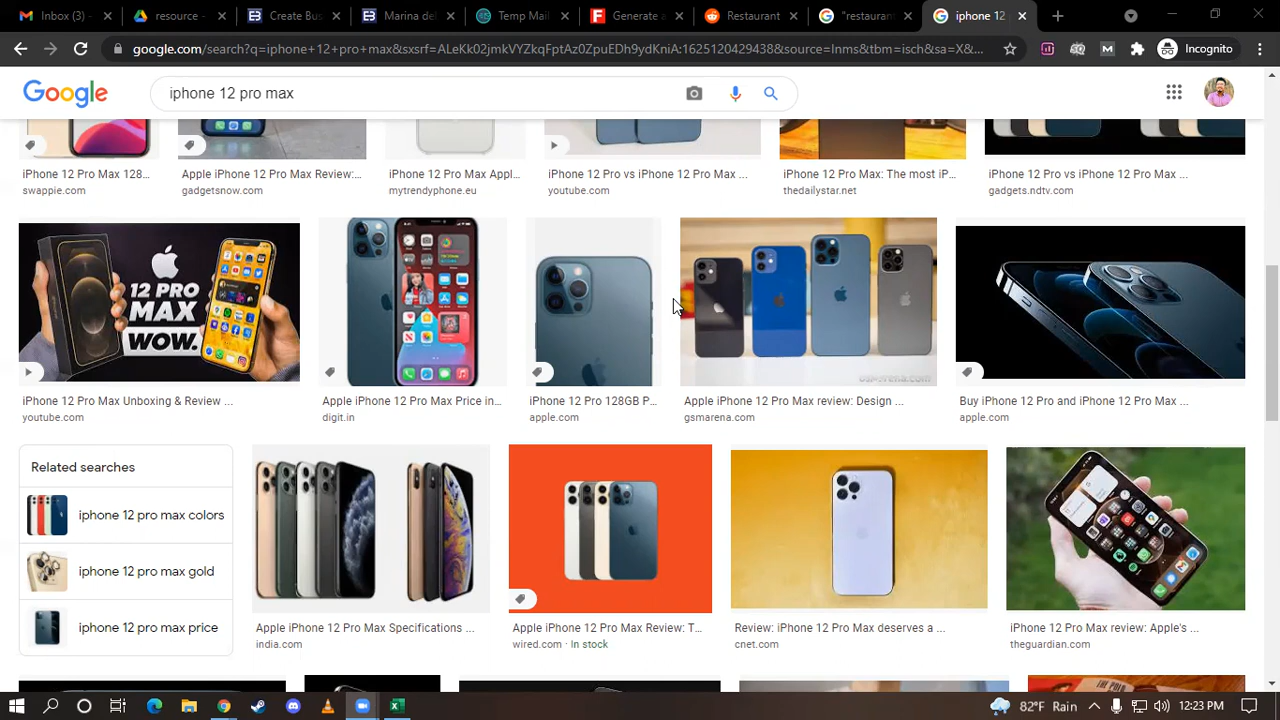 Inbox (3)
resource -
Create Bus
Marina del
Temp Mail
Generate a
Restaurant
"restauran
iphone 12
google.com/search?q=iphone+12+pro+max&sxsrf=ALeKk02jmkVYZkqFptAz0ZpuEDh9ydKniA:1625120429438&source=lnms&tbm=isch&sa=X&...
Incognito
Google
iphone 12 pro max
iPhone 12 Pro Max 128...
swappie.com
Apple iPhone 12 Pro Max Review:...
gadgetsnow.com
iPhone 12 Pro Max Appl...
mytrendyphone.eu
iPhone 12 Pro vs iPhone 12 Pro Max ...
youtube.com
iPhone 12 Pro Max: The most iP...
thedailystar.net
iPhone 12 Pro vs iPhone 12 Pro Max ...
gadgets.ndtv.com
12 PRO
MAX
WOW.
iPhone 12 Pro Max Unboxing & Review ...
youtube.com
Apple iPhone 12 Pro Max Price in...
digit.in
iPhone 12 Pro 128GB P...
apple.com
Apple iPhone 12 Pro Max review: Design ...
gsmarena.com
Buy iPhone 12 Pro and iPhone 12 Pro Max ...
apple.com
Related searches
iphone 12 pro max colors
iphone 12 pro max gold
iphone 12 pro max price
Apple iPhone 12 Pro Max Specifications ...
india.com
Apple iPhone 12 Pro Max Review: T...
wired.com · In stock
Review: iPhone 12 Pro Max deserves a ...
cnet.com
iPhone 12 Pro Max review: Apple's ...
theguardian.com
82°F Rain
12:23 PM